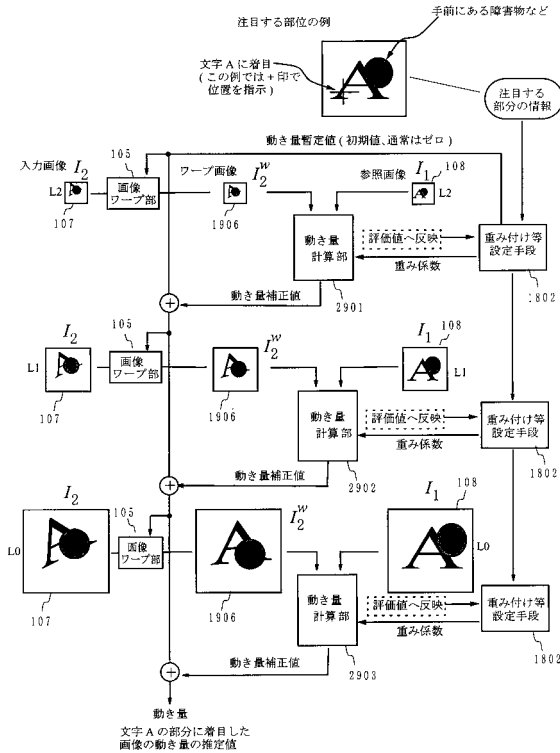 注目する部位の例
手前にある障害物など
文字Aに着目
(この例では+印で
位置を指示)
A
注目する
部分の情報
動き量暫定値(初期値、通常はゼロ)
入力画像 I₂
105
画像
ワープ部
ワープ画像 I₂ʷ
参照画像 I₁
108
L2
107
1906
L2
動き量
計算部
評価値へ反映
重み係数
重み付け等
設定手段
1802
動き量補正値
2901
+
I₂
105
画像
ワープ部
I₂ʷ
I₁
108
L1
107
1906
A
L1
動き量
計算部
評価値へ反映
重み係数
重み付け等
設定手段
1802
動き量補正値
2902
+
I₂
105
画像
ワープ部
I₂ʷ
I₁
108
L0
107
A
1906
A
L0
動き量
計算部
評価値へ反映
重み係数
重み付け等
設定手段
1802
動き量補正値
2903
+
動き量
文字Aの部分に着目した
画像の動き量の推定値